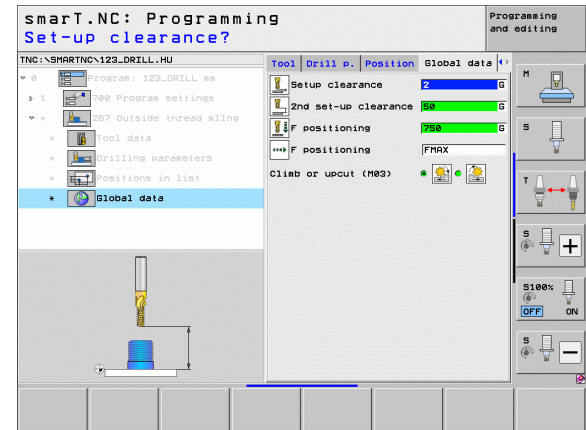 smarT.NC: Programming
Set-up clearance?
Programming
and editing
TNC:\SMARTNC\123_DRILL.HU
0 Program: 123_DRILL mm
1 700 Program settings
* 267 Outside thread mllng
* Tool data
* Drilling parameters
* Positions in list
* Global data
Tool Drill p. Position Global data
Setup clearance 2 G
2nd set-up clearance 50 G
F positioning 750 G
F positioning FMAX
Climb or upcut (M03)
M
S
T
S
+
S100%
OFF ON
S
–